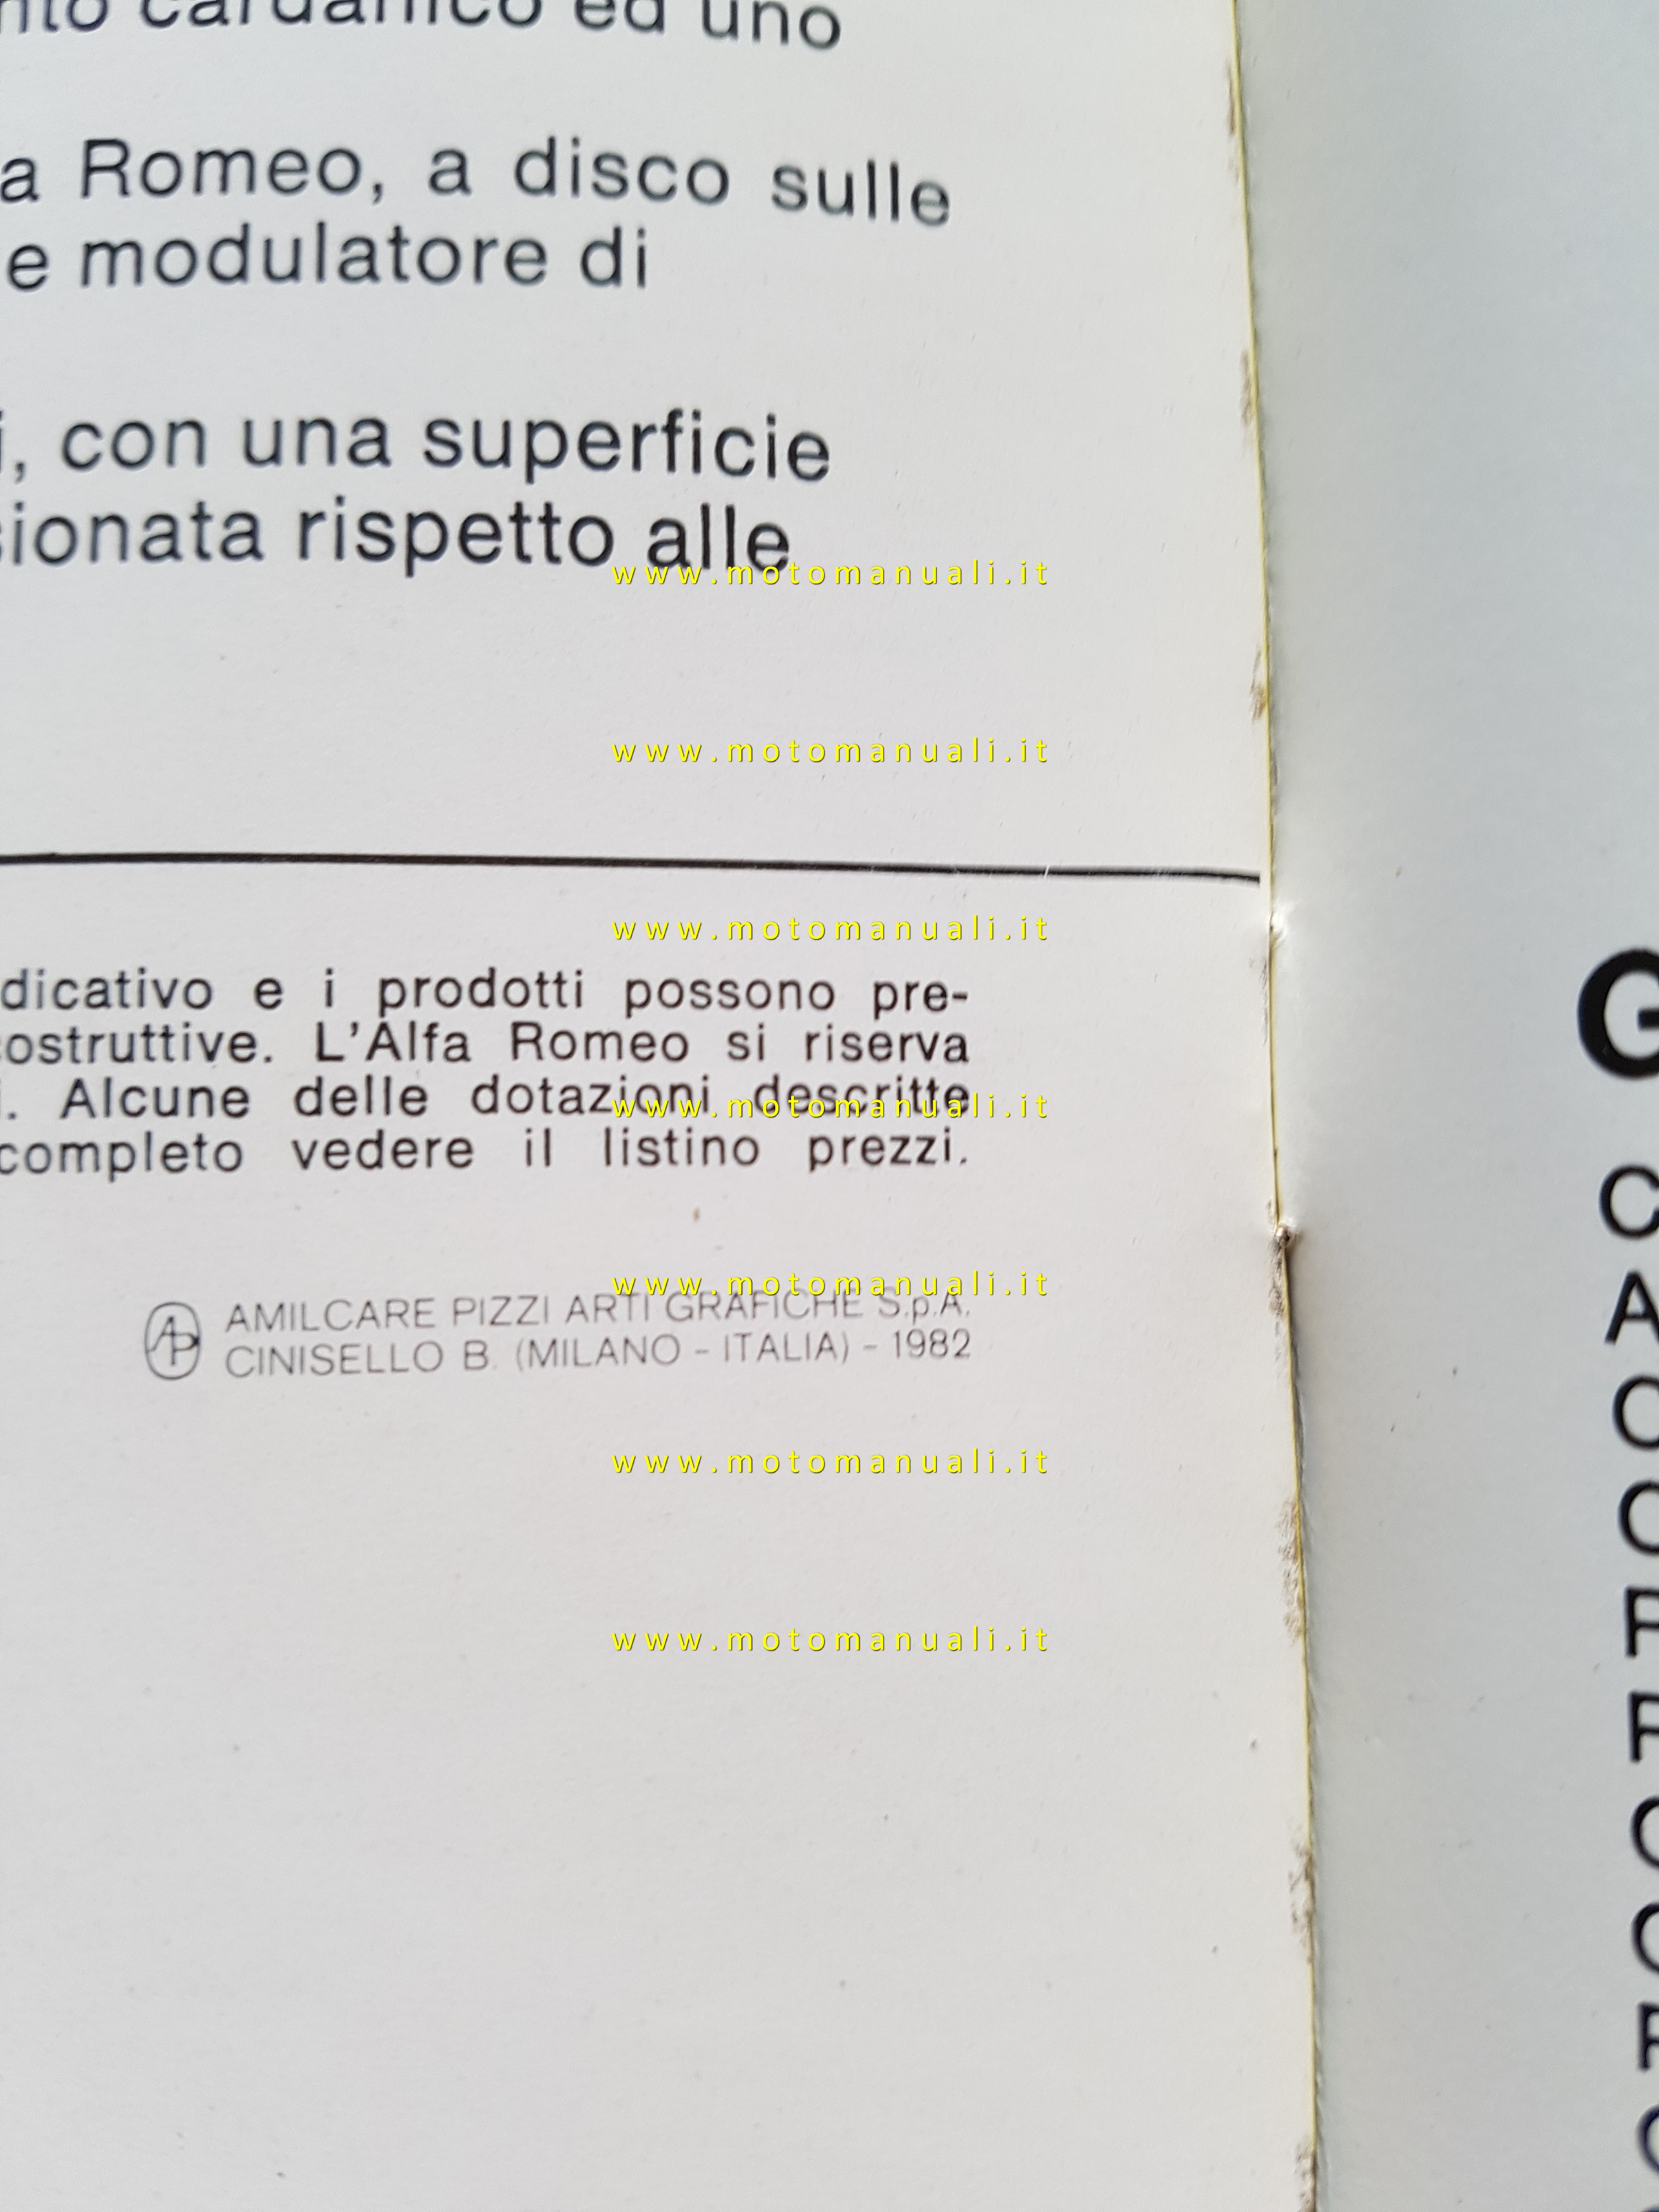 cardanico ed uno
a Romeo, a disco sulle
e modulatore di
i, con una superficie
sionata rispetto alle
www.motomanuali.it
www.motomanuali.it
www.motomanuali.it
dicativo e i prodotti possono pre-
costruttive. L'Alfa Romeo si riserva
i. Alcune delle dotazioni descritte
www.motomanuali.it
completo vedere il listino prezzi.
www.motomanuali.it
AP AMILCARE PIZZI ARTI GRAFICHE S.p.A.
CINISELLO B. (MILANO - ITALIA) - 1982
www.motomanuali.it
www.motomanuali.it
G
C
A